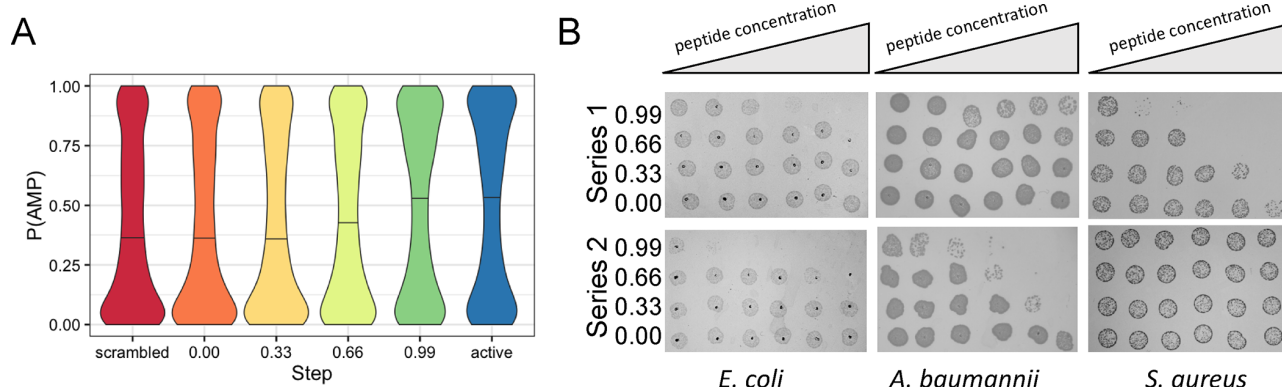 A
P(AMP)
1.00
0.75
0.50
0.25
0.00
scrambled 0.00 0.33 0.66 0.99 active
Step
B
peptide concentration peptide concentration peptide concentration
Series 1
0.99
0.66
0.33
0.00
Series 2
0.99
0.66
0.33
0.00
E. coli A. baumannii S. aureus